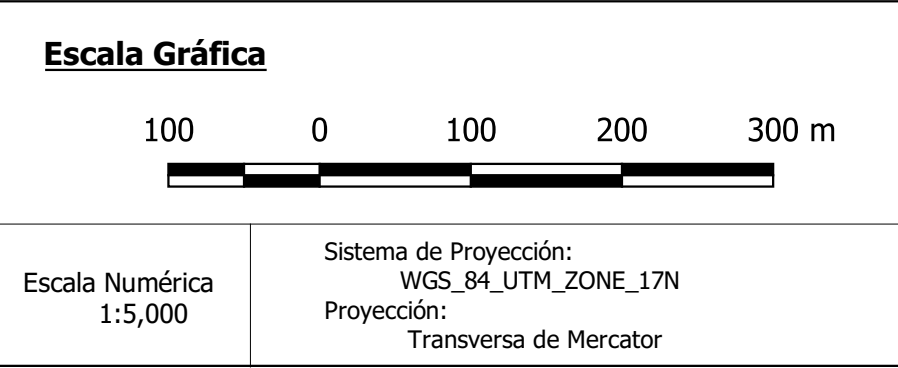 Escala Gráfica
100 0 100 200 300 m
Escala Numérica
1:5,000
Sistema de Proyección:
WGS_84_UTM_ZONE_17N
Proyección:
Transversa de Mercator